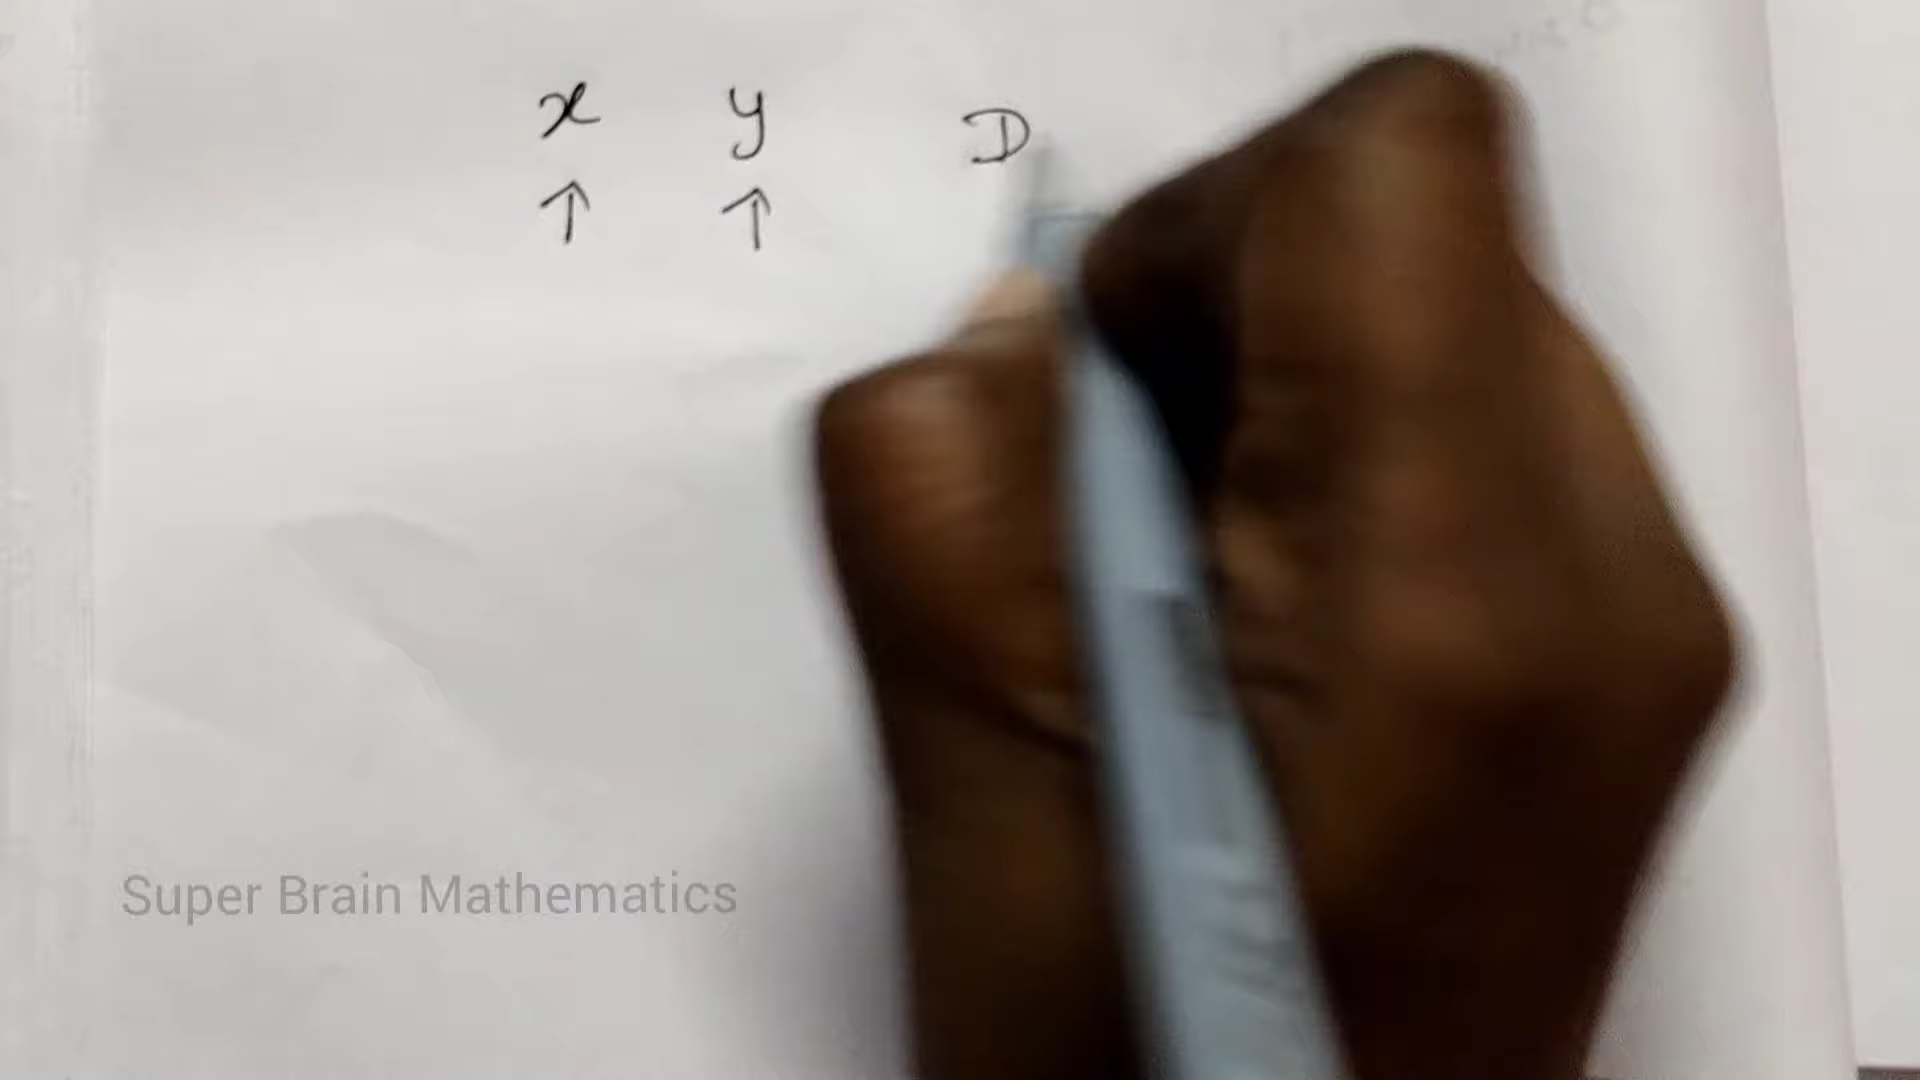 x y D
↑ ↑
Super Brain Mathematics